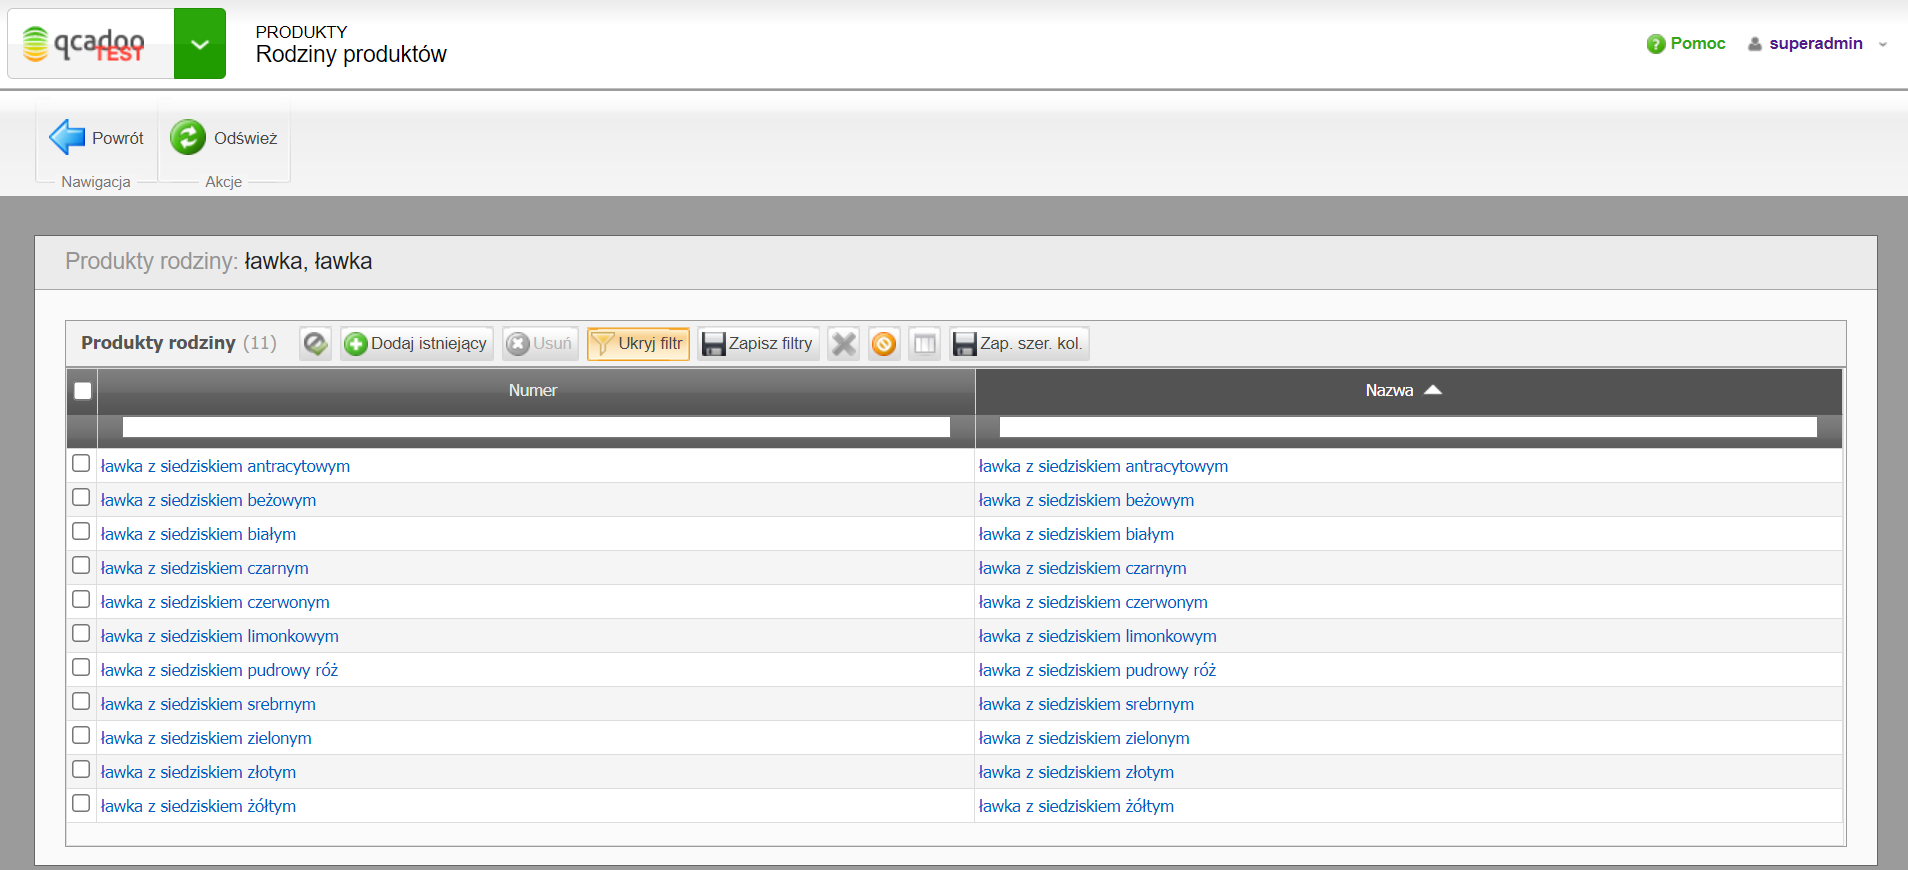 qcadoo
TEST
PRODUKTY
Rodziny produktów
Pomoc
superadmin
Powrót
Odśwież
Nawigacja
Akcje
Produkty rodziny: ławka, ławka
Produkty rodziny (11) Dodaj istniejący Usuń Ukryj filtr Zapisz filtry Zap. szer. kol.
Numer Nazwa
ławka z siedziskiem antracytowym ławka z siedziskiem antracytowym
ławka z siedziskiem beżowym ławka z siedziskiem beżowym
ławka z siedziskiem białym ławka z siedziskiem białym
ławka z siedziskiem czarnym ławka z siedziskiem czarnym
ławka z siedziskiem czerwonym ławka z siedziskiem czerwonym
ławka z siedziskiem limonkowym ławka z siedziskiem limonkowym
ławka z siedziskiem pudrowy róż ławka z siedziskiem pudrowy róż
ławka z siedziskiem srebrnym ławka z siedziskiem srebrnym
ławka z siedziskiem zielonym ławka z siedziskiem zielonym
ławka z siedziskiem złotym ławka z siedziskiem złotym
ławka z siedziskiem żółtym ławka z siedziskiem żółtym